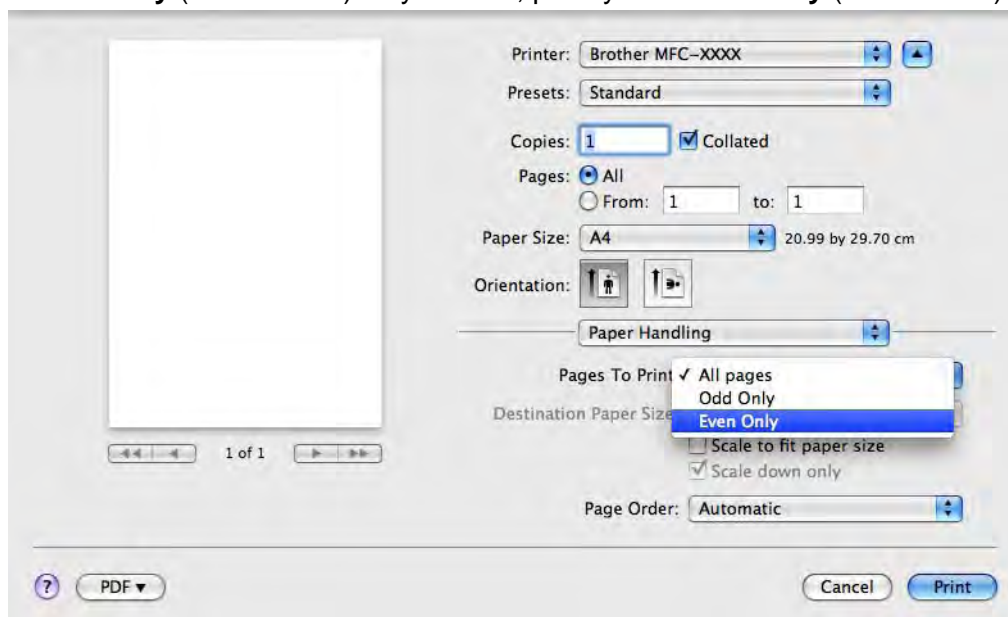 Printer: Brother MFC-XXXX
Presets: Standard
Copies: 1 Collated
Pages: All
From: 1 to: 1
Paper Size: A4 20.99 by 29.70 cm
Orientation:
Paper Handling
Pages To Print ✓ All pages
Odd Only
Destination Paper Size
Even Only
Scale to fit paper size
1 of 1
Scale down only
Page Order: Automatic
? PDF ▼ Cancel Print